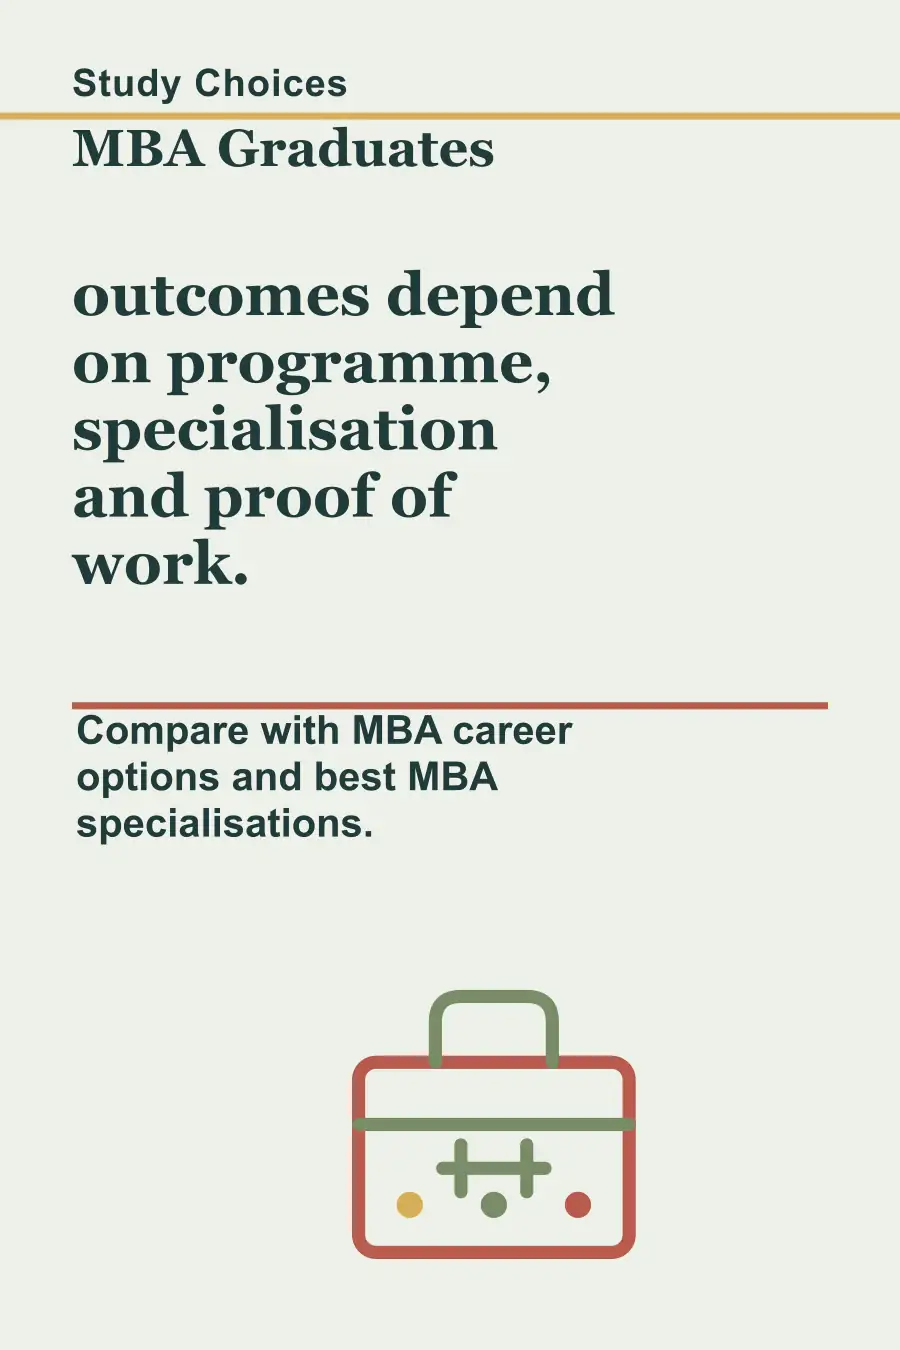 Study Choices
MBA Graduates
outcomes depend
on programme,
specialisation
and proof of
work.
Compare with MBA career
options and best MBA
specialisations.